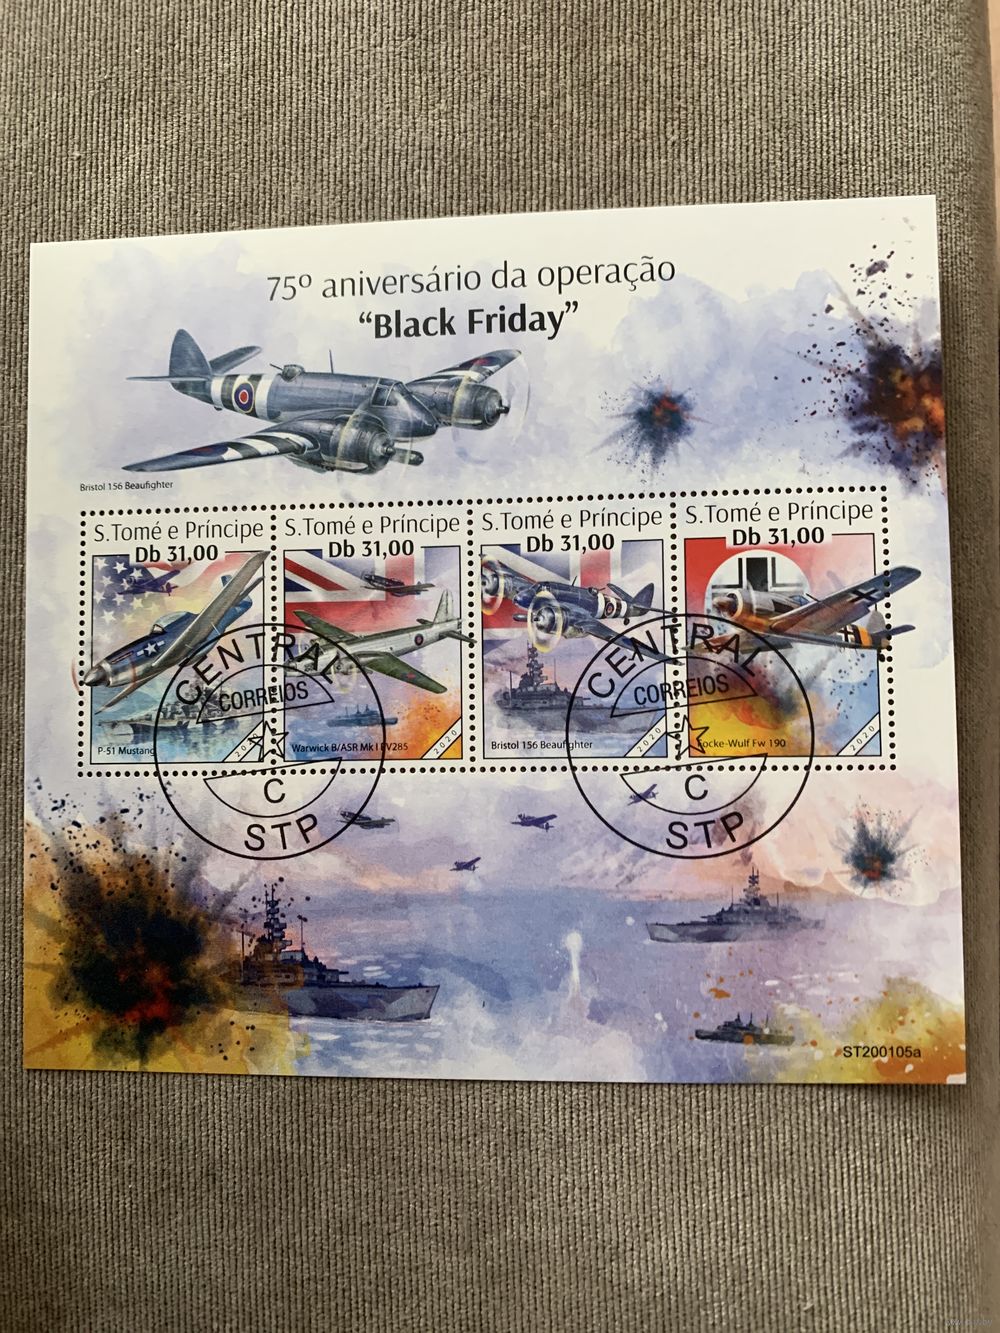 75º aniversário da operação
“Black Friday”
Bristol 156 Beaufighter
S.Tomé e Príncipe
Db 31,00
P-51 Mustang
2020
S.Tomé e Príncipe
Db 31,00
Warwick B/ASR Mk I BV285
2020
S.Tomé e Príncipe
Db 31,00
Bristol 156 Beaufighter
2020
S.Tomé e Príncipe
Db 31,00
Focke-Wulf Fw 190
2020
CENTRAL
CORREIOS
C
STP
CENTRAL
CORREIOS
C
STP
ST200105a